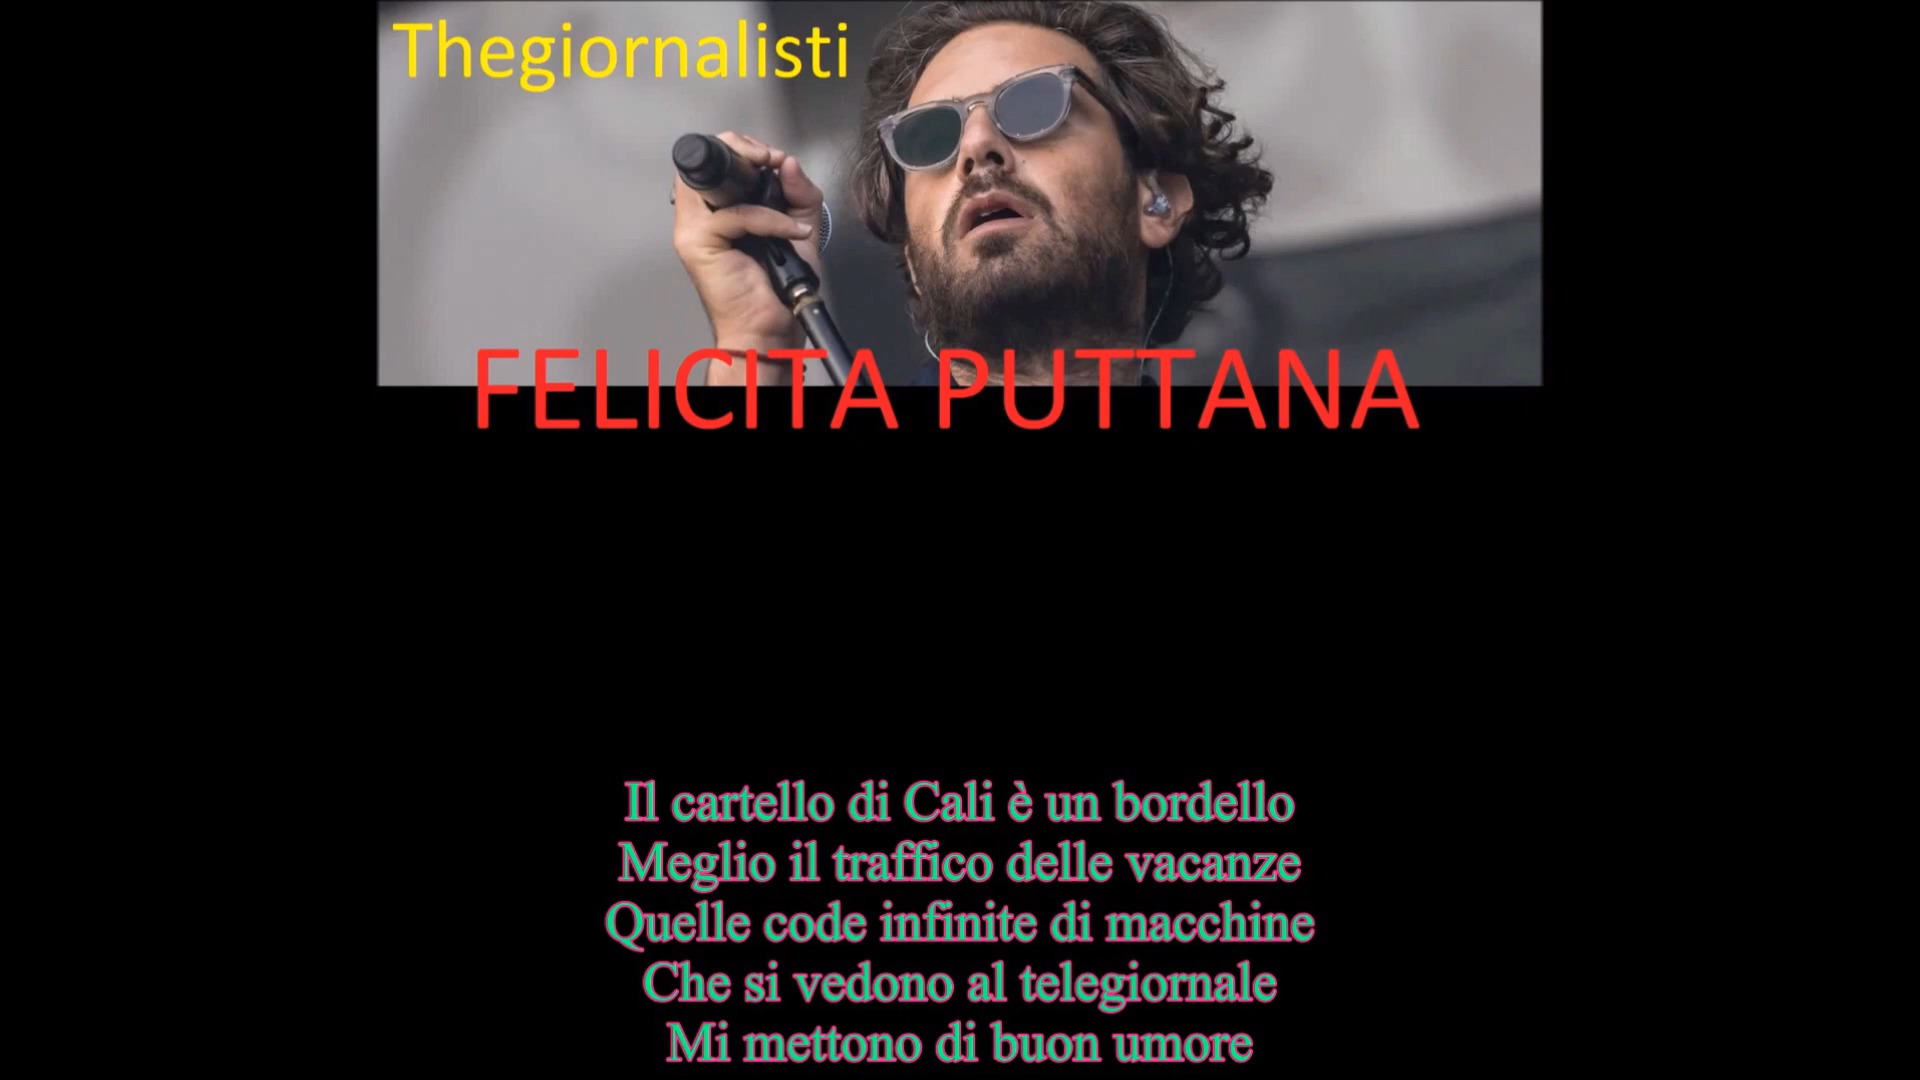 Thegiornalisti
FELICITA PUTTANA
Il cartello di Cali è un bordello
Meglio il traffico delle vacanze
Quelle code infinite di macchine
Che si vedono al telegiornale
Mi mettono di buon umore